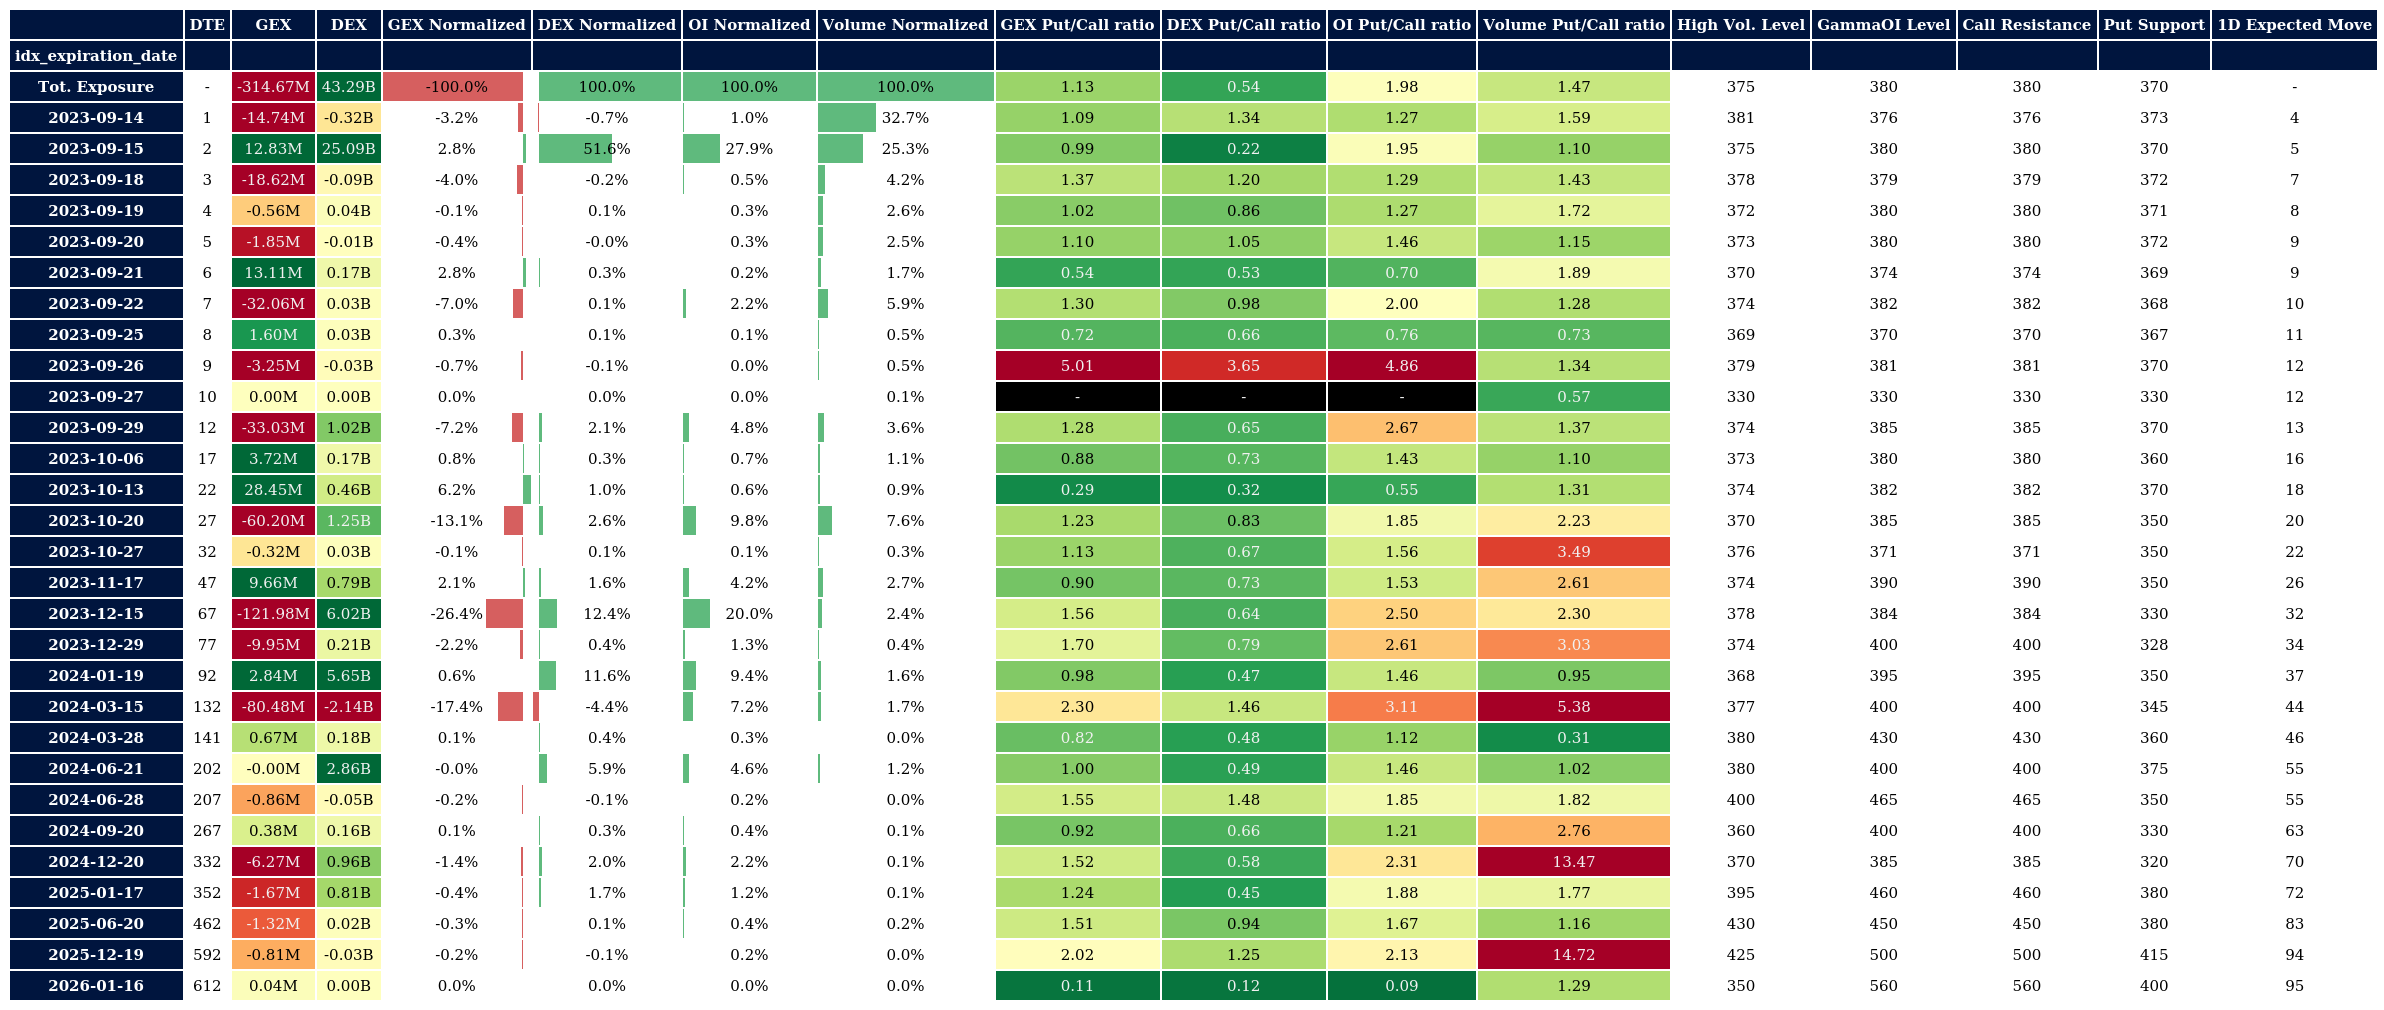 DTE GEX DEX GEX Normalized DEX Normalized OI Normalized Volume Normalized GEX Put/Call ratio DEX Put/Call ratio OI Put/Call ratio Volume Put/Call ratio High Vol. Level GammaOI Level Call Resistance Put Support 1D Expected Move
idx_expiration_date
Tot. Exposure - -314.67M 43.29B -100.0% 100.0% 100.0% 100.0% 1.13 0.54 1.98 1.47 375 380 380 370 -
2023-09-14 1 -14.74M -0.32B -3.2% -0.7% 1.0% 32.7% 1.09 1.34 1.27 1.59 381 376 376 373 4
2023-09-15 2 12.83M 25.09B 2.8% 51.6% 27.9% 25.3% 0.99 0.22 1.95 1.10 375 380 380 370 5
2023-09-18 3 -18.62M -0.09B -4.0% -0.2% 0.5% 4.2% 1.37 1.20 1.29 1.43 378 379 379 372 7
2023-09-19 4 -0.56M 0.04B -0.1% 0.1% 0.3% 2.6% 1.02 0.86 1.27 1.72 372 380 380 371 8
2023-09-20 5 -1.85M -0.01B -0.4% -0.0% 0.3% 2.5% 1.10 1.05 1.46 1.15 373 380 380 372 9
2023-09-21 6 13.11M 0.17B 2.8% 0.3% 0.2% 1.7% 0.54 0.53 0.70 1.89 370 374 374 369 9
2023-09-22 7 -32.06M 0.03B -7.0% 0.1% 2.2% 5.9% 1.30 0.98 2.00 1.28 374 382 382 368 10
2023-09-25 8 1.60M 0.03B 0.3% 0.1% 0.1% 0.5% 0.72 0.66 0.76 0.73 369 370 370 367 11
2023-09-26 9 -3.25M -0.03B -0.7% -0.1% 0.0% 0.5% 5.01 3.65 4.86 1.34 379 381 381 370 12
2023-09-27 10 0.00M 0.00B 0.0% 0.0% 0.0% 0.1% - - - 0.57 330 330 330 330 12
2023-09-29 12 -33.03M 1.02B -7.2% 2.1% 4.8% 3.6% 1.28 0.65 2.67 1.37 374 385 385 370 13
2023-10-06 17 3.72M 0.17B 0.8% 0.3% 0.7% 1.1% 0.88 0.73 1.43 1.10 373 380 380 360 16
2023-10-13 22 28.45M 0.46B 6.2% 1.0% 0.6% 0.9% 0.29 0.32 0.55 1.31 374 382 382 370 18
2023-10-20 27 -60.20M 1.25B -13.1% 2.6% 9.8% 7.6% 1.23 0.83 1.85 2.23 370 385 385 350 20
2023-10-27 32 -0.32M 0.03B -0.1% 0.1% 0.1% 0.3% 1.13 0.67 1.56 3.49 376 371 371 350 22
2023-11-17 47 9.66M 0.79B 2.1% 1.6% 4.2% 2.7% 0.90 0.73 1.53 2.61 374 390 390 350 26
2023-12-15 67 -121.98M 6.02B -26.4% 12.4% 20.0% 2.4% 1.56 0.64 2.50 2.30 378 384 384 330 32
2023-12-29 77 -9.95M 0.21B -2.2% 0.4% 1.3% 0.4% 1.70 0.79 2.61 3.03 374 400 400 328 34
2024-01-19 92 2.84M 5.65B 0.6% 11.6% 9.4% 1.6% 0.98 0.47 1.46 0.95 368 395 395 350 37
2024-03-15 132 -80.48M -2.14B -17.4% -4.4% 7.2% 1.7% 2.30 1.46 3.11 5.38 377 400 400 345 44
2024-03-28 141 0.67M 0.18B 0.1% 0.4% 0.3% 0.0% 0.82 0.48 1.12 0.31 380 430 430 360 46
2024-06-21 202 -0.00M 2.86B -0.0% 5.9% 4.6% 1.2% 1.00 0.49 1.46 1.02 380 400 400 375 55
2024-06-28 207 -0.86M -0.05B -0.2% -0.1% 0.2% 0.0% 1.55 1.48 1.85 1.82 400 465 465 350 55
2024-09-20 267 0.38M 0.16B 0.1% 0.3% 0.4% 0.1% 0.92 0.66 1.21 2.76 360 400 400 330 63
2024-12-20 332 -6.27M 0.96B -1.4% 2.0% 2.2% 0.1% 1.52 0.58 2.31 13.47 370 385 385 320 70
2025-01-17 352 -1.67M 0.81B -0.4% 1.7% 1.2% 0.1% 1.24 0.45 1.88 1.77 395 460 460 380 72
2025-06-20 462 -1.32M 0.02B -0.3% 0.1% 0.4% 0.2% 1.51 0.94 1.67 1.16 430 450 450 380 83
2025-12-19 592 -0.81M -0.03B -0.2% -0.1% 0.2% 0.0% 2.02 1.25 2.13 14.72 425 500 500 415 94
2026-01-16 612 0.04M 0.00B 0.0% 0.0% 0.0% 0.0% 0.11 0.12 0.09 1.29 350 560 560 400 95